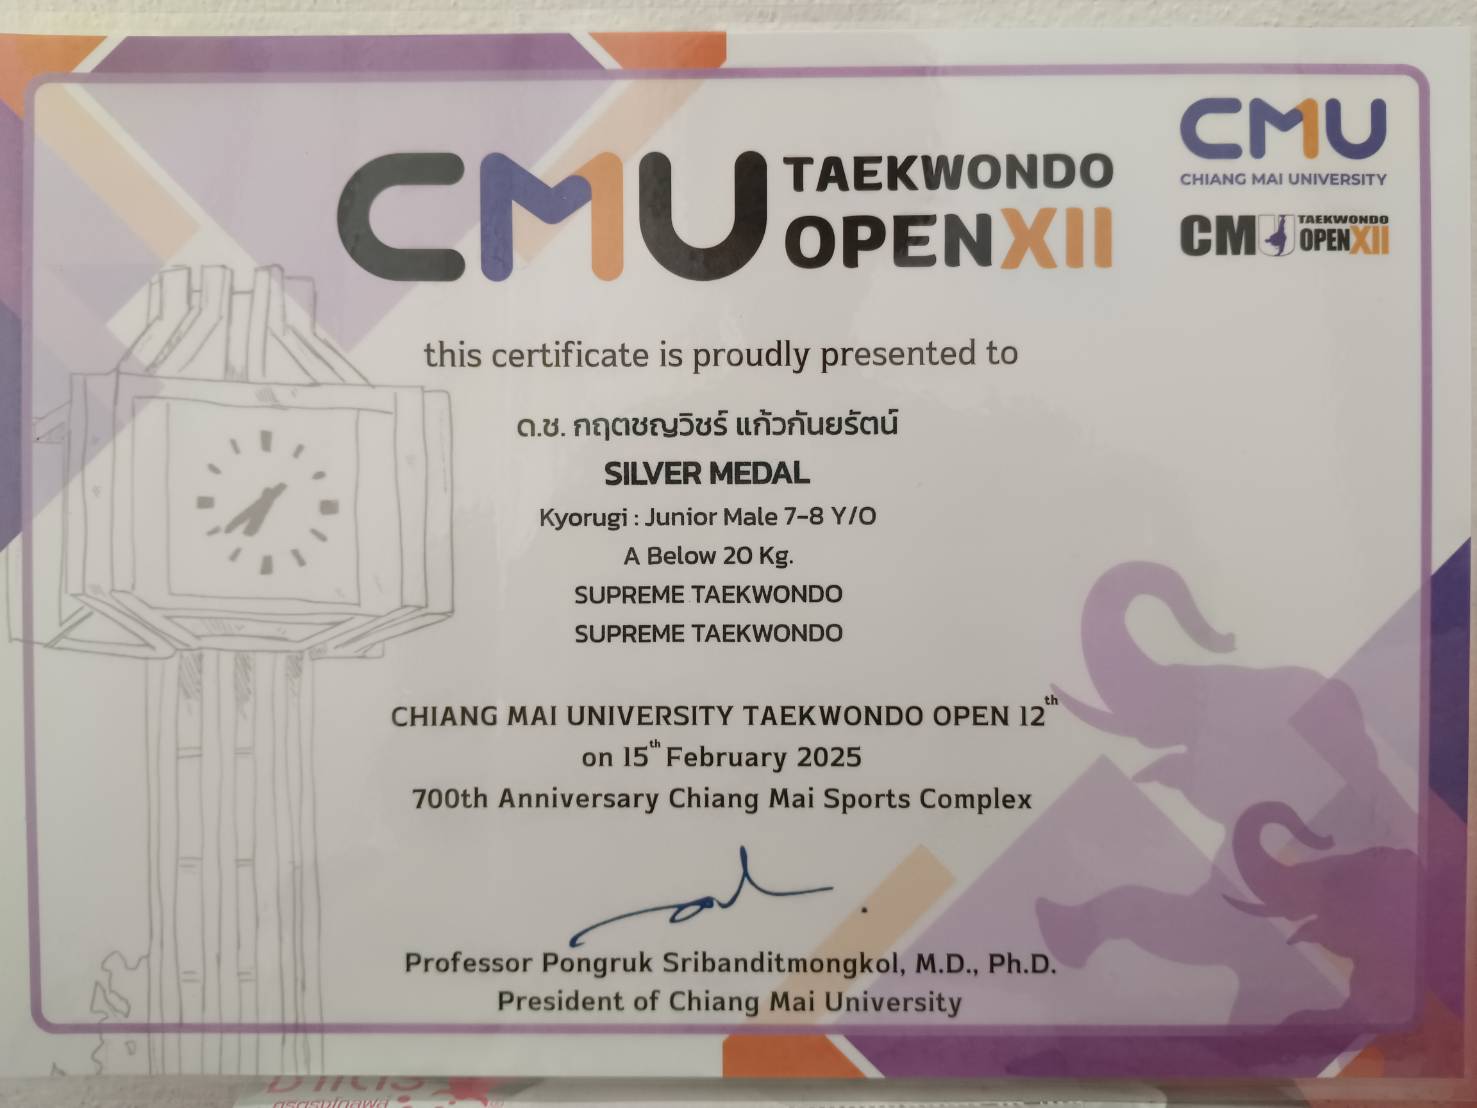 CMU TAEKWONDO OPEN XII
CMU
CHIANG MAI UNIVERSITY
CMU TAEKWONDO OPEN XII
this certificate is proudly presented to
ด.ช. กฤตชญวิชร์ แก้วกันยรัตน์
SILVER MEDAL
Kyorugi : Junior Male 7-8 Y/O
A Below 20 Kg.
SUPREME TAEKWONDO
SUPREME TAEKWONDO
CHIANG MAI UNIVERSITY TAEKWONDO OPEN 12th
on 15th February 2025
700th Anniversary Chiang Mai Sports Complex
Professor Pongruk Sribanditmongkol, M.D., Ph.D.
President of Chiang Mai University